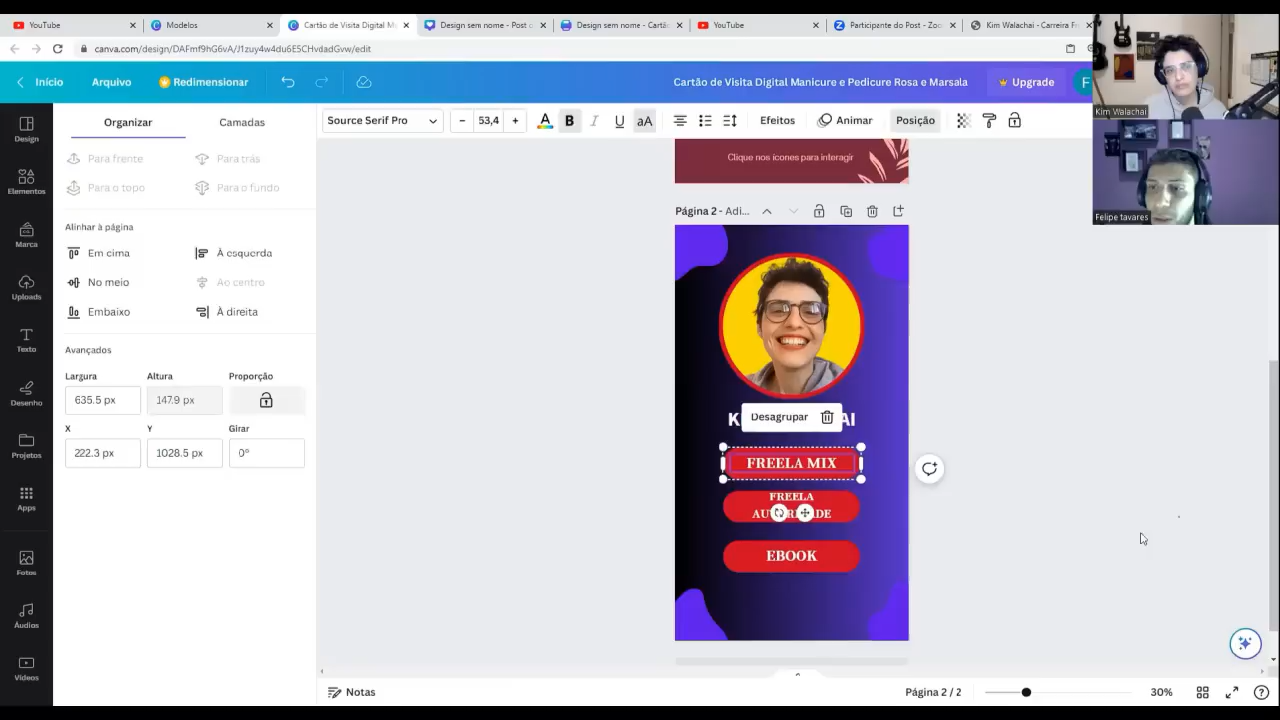 YouTube
Modelos
Cartão de Visita Digital M
Design sem nome - Post c
Design sem nome - Cartã
YouTube
Participante do Post - Zoo
Kim Walachai - Carreira F
canva.com/design/DAFmf9hG6vA/J1zuy4w4du6E5CHvdadGvw/edit
Início
Arquivo
Redimensionar
Cartão de Visita Digital Manicure e Pedicure Rosa e Marsala
Upgrade
F
Kim Walachai
Felipe tavares
Design
Elementos
Marca
Uploads
Texto
Desenho
Projetos
Apps
Fotos
Áudios
Vídeos
Organizar
Camadas
Para frente
Para trás
Para o topo
Para o fundo
Alinhar à página
Em cima
À esquerda
No meio
Ao centro
Embaixo
À direita
Avançados
Largura
Altura
Proporção
635.5 px
147.9 px
X
Y
Girar
222.3 px
1028.5 px
0°
Source Serif Pro
– 53,4 +
A
B
I
U
aA
Efeitos
Animar
Posição
Clique nos ícones para interagir
Página 2 - Adi...
K
AI
Desagrupar
FREELA MIX
FREELA
EBOOK
Notas
Página 2 / 2
30%